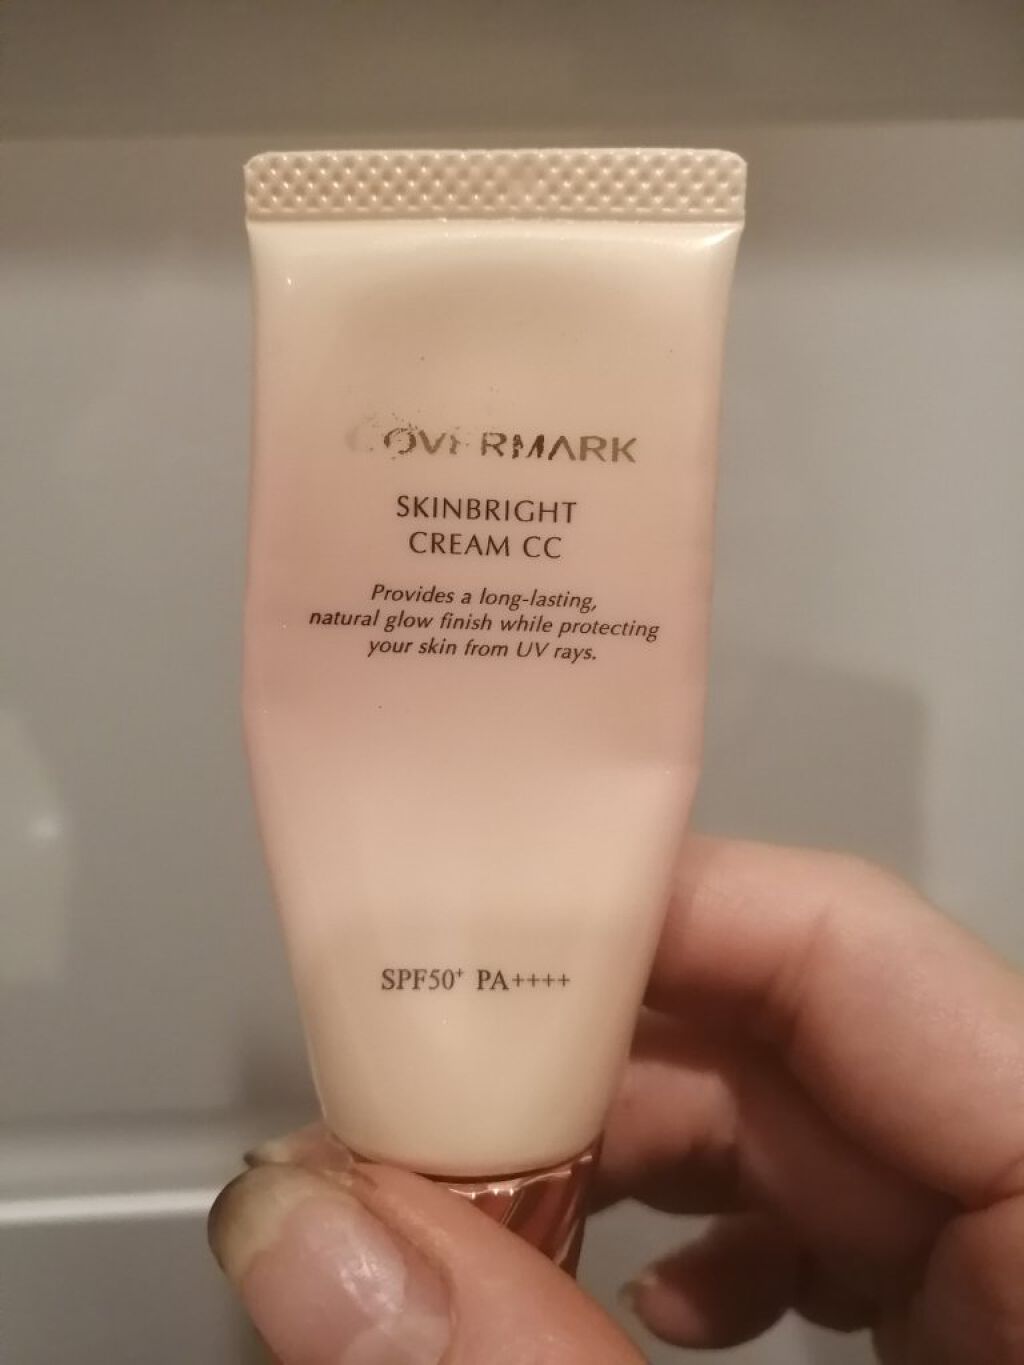 COVERMARK
SKINBRIGHT
CREAM CC
Provides a long-lasting,
natural glow finish while protecting
your skin from UV rays.
SPF50+ PA++++